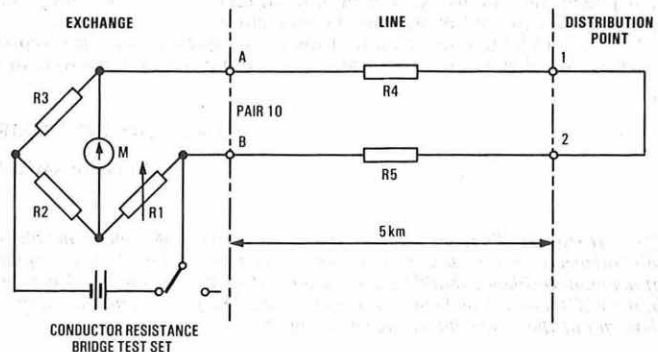 EXCHANGE
LINE
DISTRIBUTION
POINT
A
1
R3
R4
PAIR 10
M
B
2
R2
R1
R5
5 km
CONDUCTOR RESISTANCE
BRIDGE TEST SET